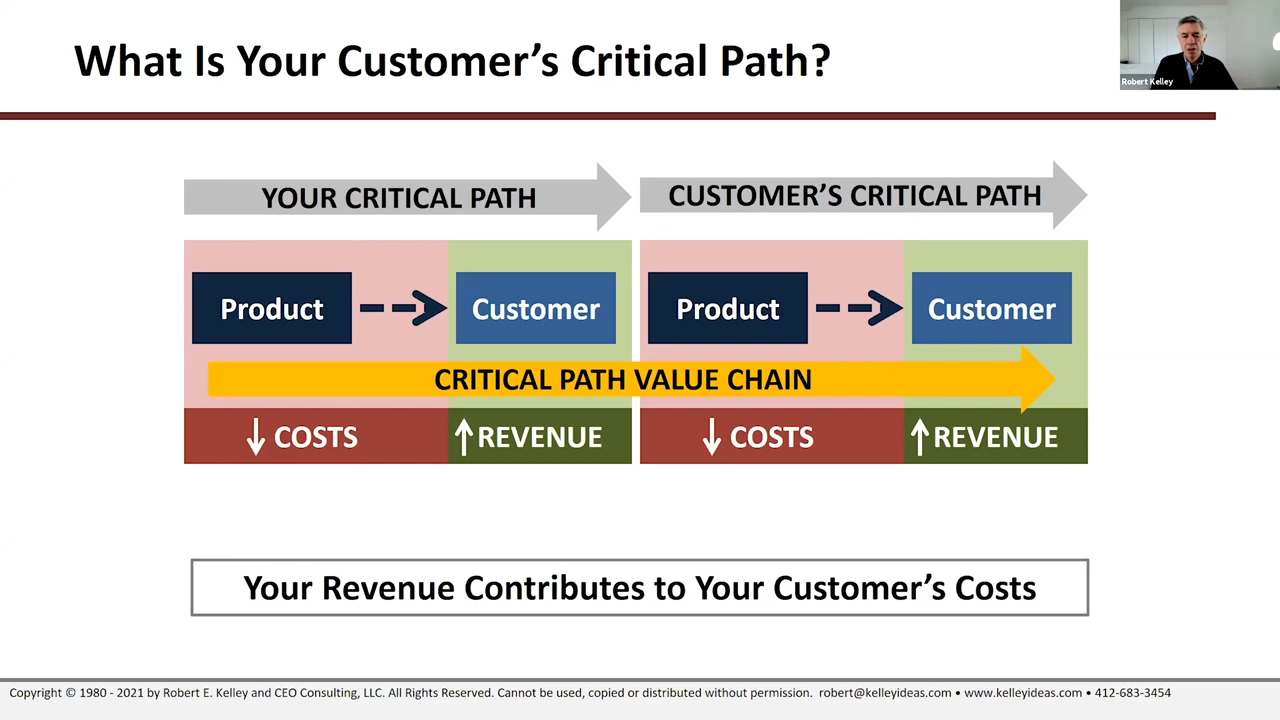 What Is Your Customer’s Critical Path?
Robert Kelley
YOUR CRITICAL PATH
CUSTOMER’S CRITICAL PATH
Product
Customer
Product
Customer
CRITICAL PATH VALUE CHAIN
↓ COSTS
↑ REVENUE
↓ COSTS
↑ REVENUE
Your Revenue Contributes to Your Customer’s Costs
Copyright © 1980 - 2021 by Robert E. Kelley and CEO Consulting, LLC. All Rights Reserved. Cannot be used, copied or distributed without permission. robert@kelleyideas.com • www.kelleyideas.com • 412-683-3454